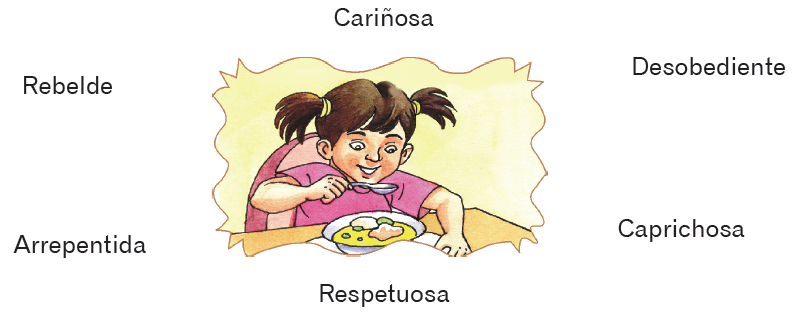 Cariñosa
Desobediente
Rebelde
Caprichosa
Arrepentida
Respetuosa